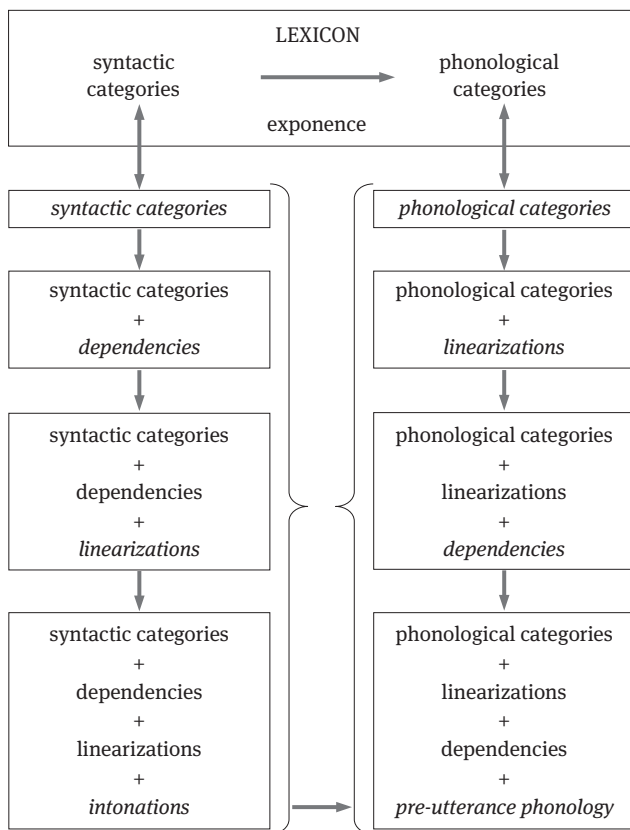 LEXICON
syntactic
categories
phonological
categories
exponence
syntactic categories
syntactic categories
+
dependencies
syntactic categories
+
dependencies
+
linearizations
syntactic categories
+
dependencies
+
linearizations
+
intonations
phonological categories
phonological categories
+
linearizations
phonological categories
+
linearizations
+
dependencies
phonological categories
+
linearizations
+
dependencies
+
pre-utterance phonology